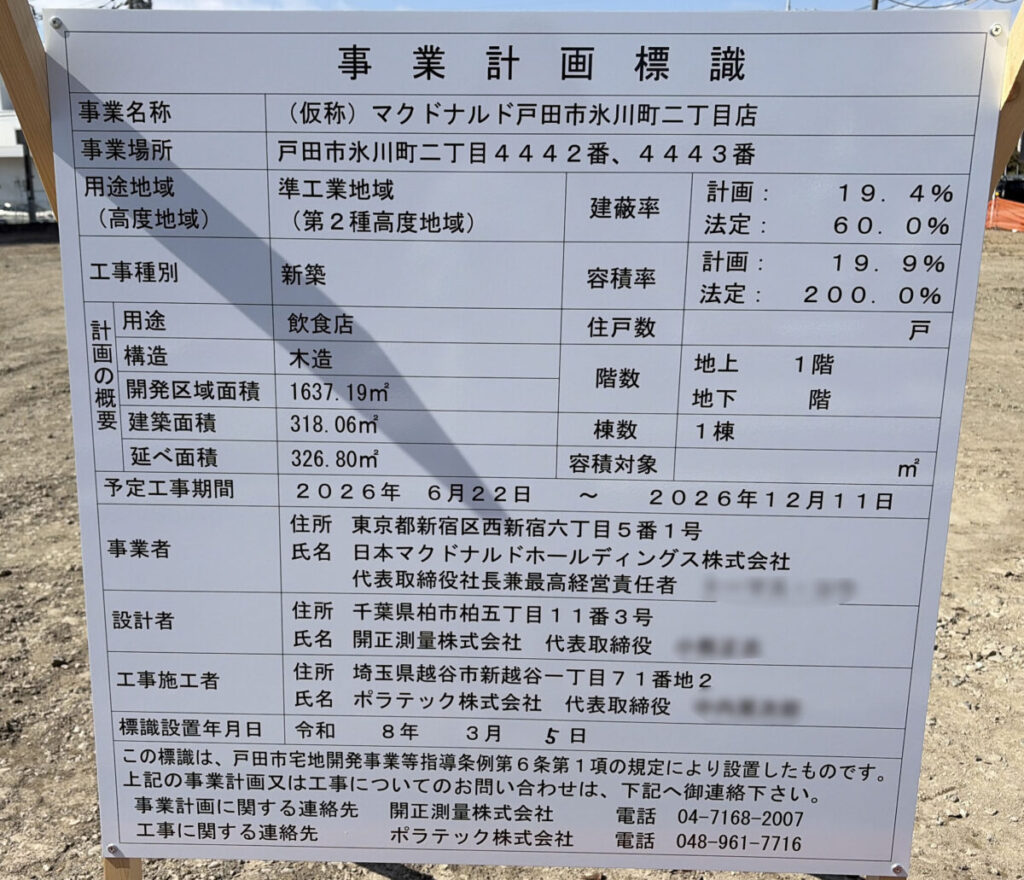 事業計画標識
事業名称 （仮称）マクドナルド戸田市氷川町二丁目店
事業場所 戸田市氷川町二丁目４４４２番、４４４３番
用途地域 準工業地域
（高度地域） （第２種高度地域）
建蔽率 計画： １９．４％
法定： ６０．０％
工事種別 新築
容積率 計画： １９．９％
法定： ２００．０％
計画の概要
用途 飲食店
住戸数 戸
構造 木造
階数 地上 １階
地下 階
開発区域面積 1637.19㎡
建築面積 318.06㎡
棟数 １棟
延べ面積 326.80㎡
容積対象 ㎡
予定工事期間 ２０２６年 ６月２２日 ～ ２０２６年１２月１１日
事業者 住所 東京都新宿区西新宿六丁目５番１号
氏名 日本マクドナルドホールディングス株式会社
代表取締役社長兼最高経営責任者
設計者 住所 千葉県柏市柏五丁目１１番３号
氏名 開正測量株式会社 代表取締役
工事施工者 住所 埼玉県越谷市新越谷一丁目７１番地２
氏名 ポラテック株式会社 代表取締役
標識設置年月日 令和 ８年 ３月 ５日
この標識は、戸田市宅地開発事業等指導条例第６条第１項の規定により設置したものです。
上記の事業計画又は工事についてのお問い合わせは、下記へ御連絡下さい。
事業計画に関する連絡先 開正測量株式会社 電話 04-7168-2007
工事に関する連絡先 ポラテック株式会社 電話 048-961-7716